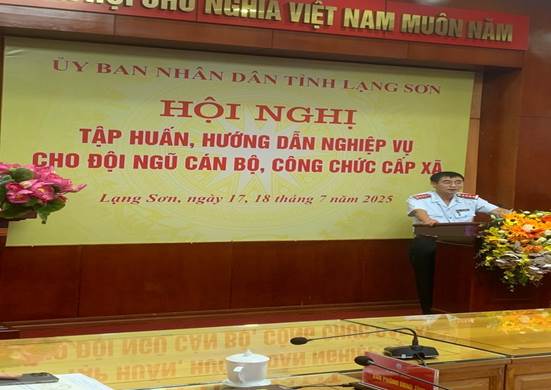 HỘI CHỦ NGHĨA VIỆT NAM MUÔN NĂM
ỦY BAN NHÂN DÂN TỈNH LẠNG SƠN
HỘI NGHỊ
TẬP HUẤN, HƯỚNG DẪN NGHIỆP VỤ
CHO ĐỘI NGŨ CÁN BỘ, CÔNG CHỨC CẤP XÃ
Lạng Sơn, ngày 17, 18 tháng 7 năm 2025